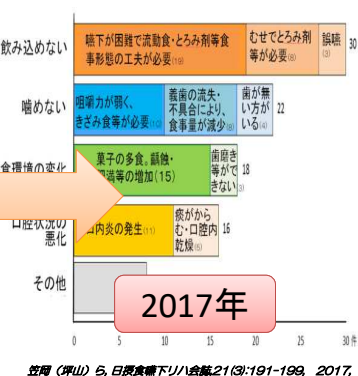 飲み込めない
嚥下が困難で流動食・とろみ剤等食
事形態の工夫が必要(19)
むせでとろみ剤
等が必要(8)
誤嚥
(3)
30
噛めない
咀嚼力が弱く、
きざみ食等が必要(10)
義歯の流失・
不具合により、
食事量が減少(8)
歯が無
い方が
いる(4)
22
食環境の変化
菓子の多食。齲蝕・
肥満等の増加(15)
歯磨き
等がで
きない(3)
18
口腔状況の
悪化
口内炎の発生(11)
痰がから
む・口腔内
乾燥(5)
16
その他
2017年
0 5 10 15 20 25 30 件
笠岡(坪山)ら, 日摂食嚥下リハ会誌,21(3):191-199, 2017.